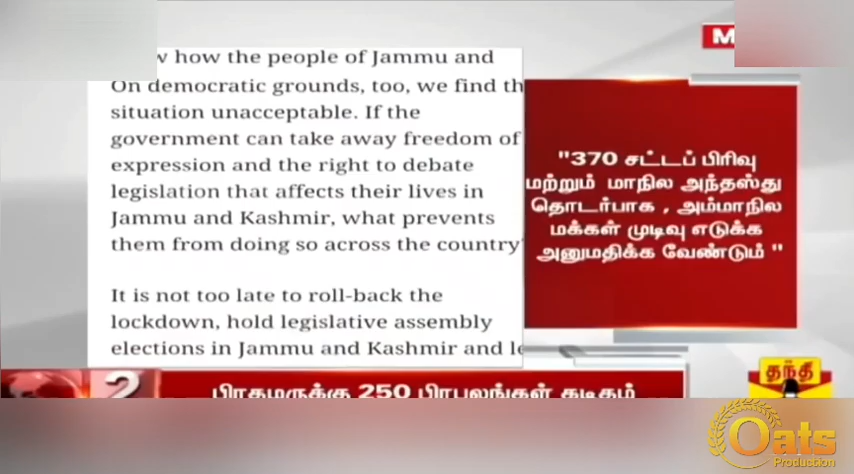 how the people of Jammu and
On democratic grounds, too, we find
situation unacceptable. If the
government can take away freedom of
expression and the right to debate
legislation that affects their lives in
Jammu and Kashmir, what prevents
them from doing so across the country
It is not too late to roll-back the
lockdown, hold legislative assembly
elections in Jammu and Kashmir and
"370 சட்டப் பிரிவு
மற்றும் மாநில அந்தஸ்து
தொடர்பாக , அம்மாநில
மக்கள் முடிவு எடுக்க
அனுமதிக்க வேண்டும் "
2
பிரதமருக்கு 250 பிரபலங்கள் கடிதம்
தந்தி
Oats
Production